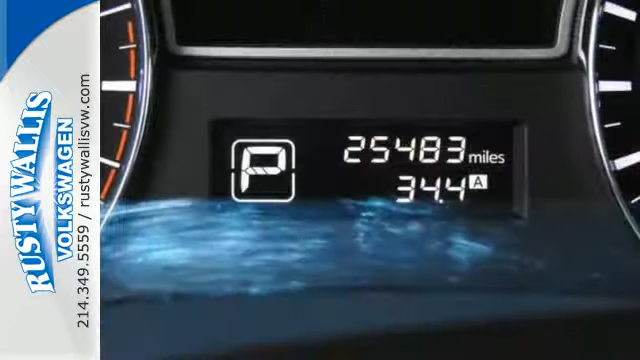 RUSTY WALLIS
VOLKSWAGEN
214.349.5559 / rustywallisvw.com
P
25483 miles
34.4 A